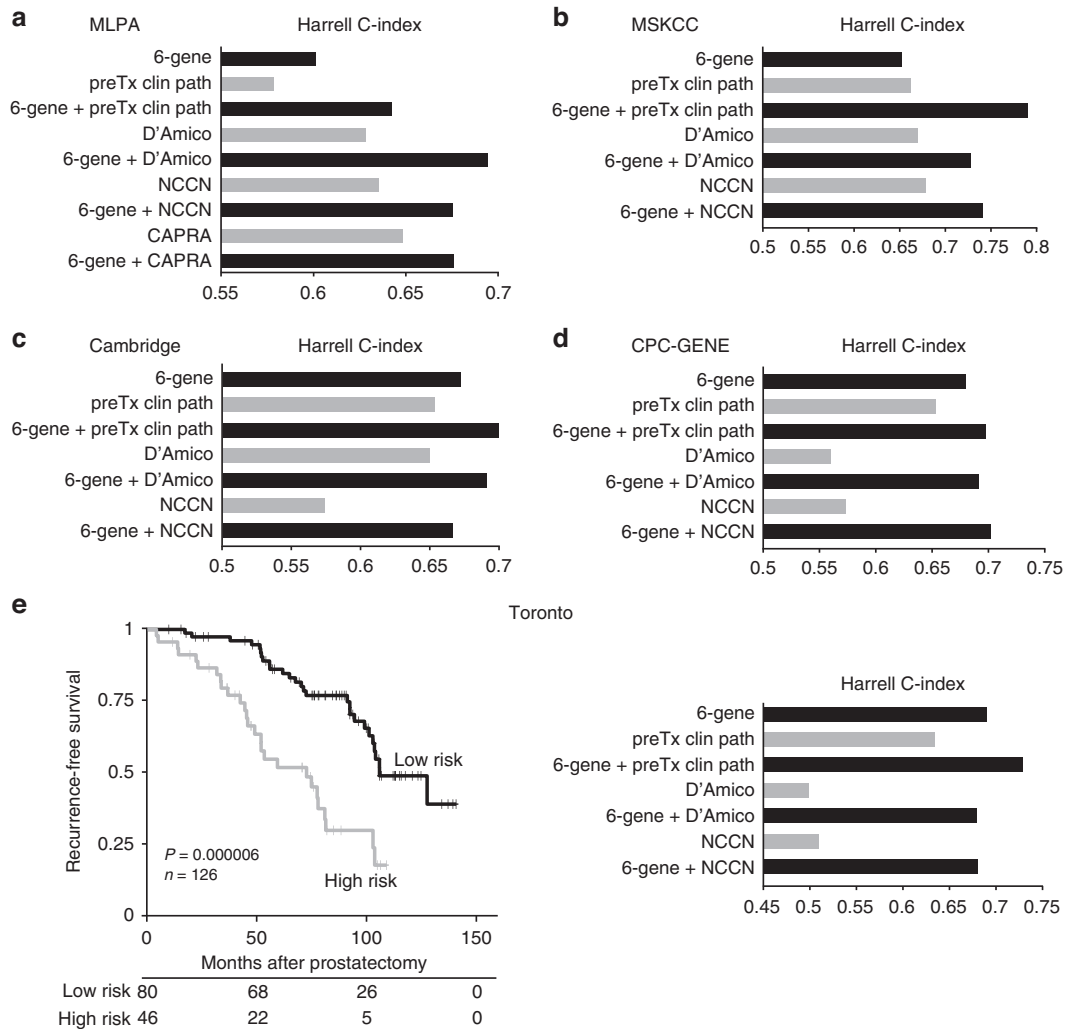 a
MLPA
Harrell C-index
6-gene
preTx clin path
6-gene + preTx clin path
D'Amico
6-gene + D'Amico
NCCN
6-gene + NCCN
CAPRA
6-gene + CAPRA
0.55 0.6 0.65 0.7
b
MSKCC
Harrell C-index
6-gene
preTx clin path
6-gene + preTx clin path
D'Amico
6-gene + D'Amico
NCCN
6-gene + NCCN
0.5 0.55 0.6 0.65 0.7 0.75 0.8
c
Cambridge
Harrell C-index
6-gene
preTx clin path
6-gene + preTx clin path
D'Amico
6-gene + D'Amico
NCCN
6-gene + NCCN
0.5 0.55 0.6 0.65 0.7
d
CPC-GENE
Harrell C-index
6-gene
preTx clin path
6-gene + preTx clin path
D'Amico
6-gene + D'Amico
NCCN
6-gene + NCCN
0.5 0.55 0.6 0.65 0.7 0.75
e
Toronto
Recurrence-free survival
1
0.75
0.5
0.25
0
Low risk
High risk
P = 0.000006
n = 126
0 50 100 150
Months after prostatectomy
Low risk 80 68 26 0
High risk 46 22 5 0
Harrell C-index
6-gene
preTx clin path
6-gene + preTx clin path
D'Amico
6-gene + D'Amico
NCCN
6-gene + NCCN
0.45 0.5 0.55 0.6 0.65 0.7 0.75